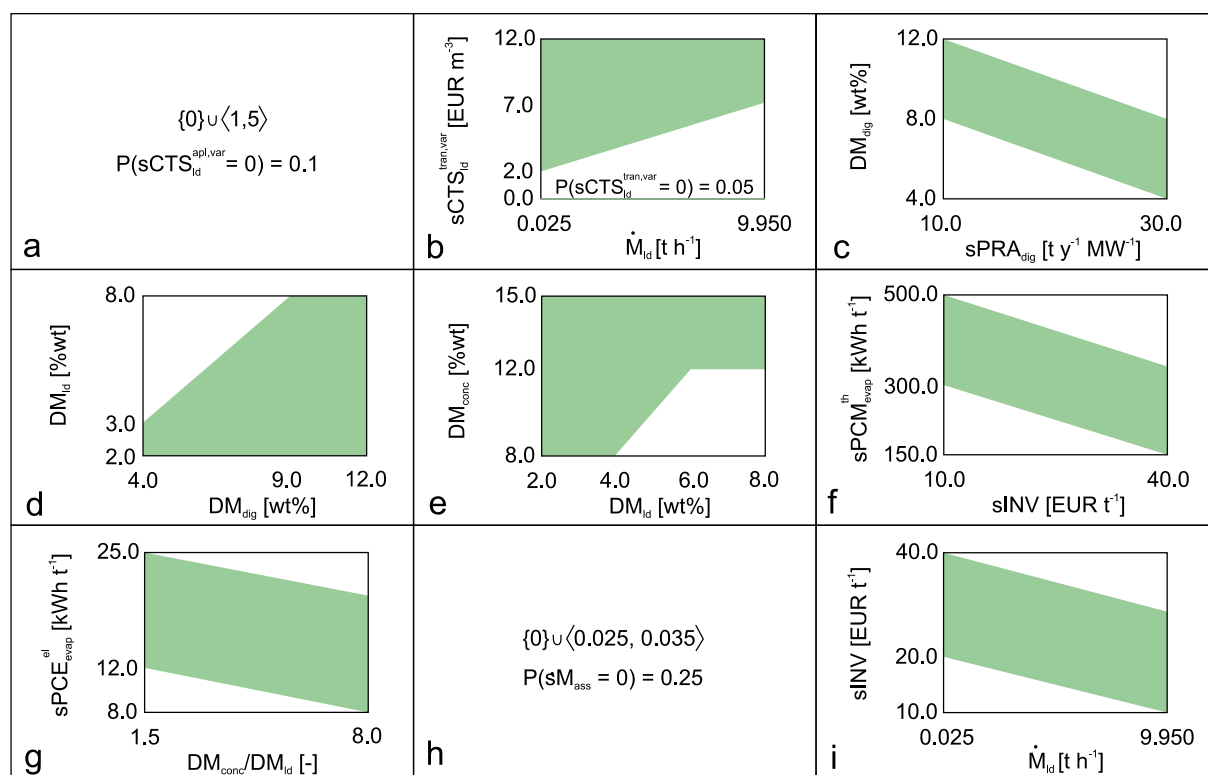 {0}∪⟨1,5⟩
P(sCTS_ld^apl,var = 0) = 0.1
a
sCTS_ld^tran,var [EUR m⁻³]
12.0
7.0
2.0
0.0
P(sCTS_ld^tran,var = 0) = 0.05
0.025
9.950
Ṁ_ld [t h⁻¹]
b
DM_dig [wt%]
12.0
8.0
4.0
10.0
30.0
sPRA_dig [t y⁻¹ MW⁻¹]
c
DM_ld [%wt]
8.0
3.0
2.0
4.0
9.0
12.0
DM_dig [wt%]
d
DM_conc [%wt]
15.0
12.0
8.0
2.0
4.0
6.0
8.0
DM_ld [wt%]
e
sPCM_evap^th [kWh t⁻¹]
500.0
300.0
150.0
10.0
40.0
sINV [EUR t⁻¹]
f
sPCE_evap^el [kWh t⁻¹]
25.0
12.0
8.0
1.5
8.0
DM_conc/DM_ld [-]
g
{0}∪⟨0.025, 0.035⟩
P(sM_ass = 0) = 0.25
h
sINV [EUR t⁻¹]
40.0
20.0
10.0
0.025
9.950
Ṁ_ld [t h⁻¹]
i